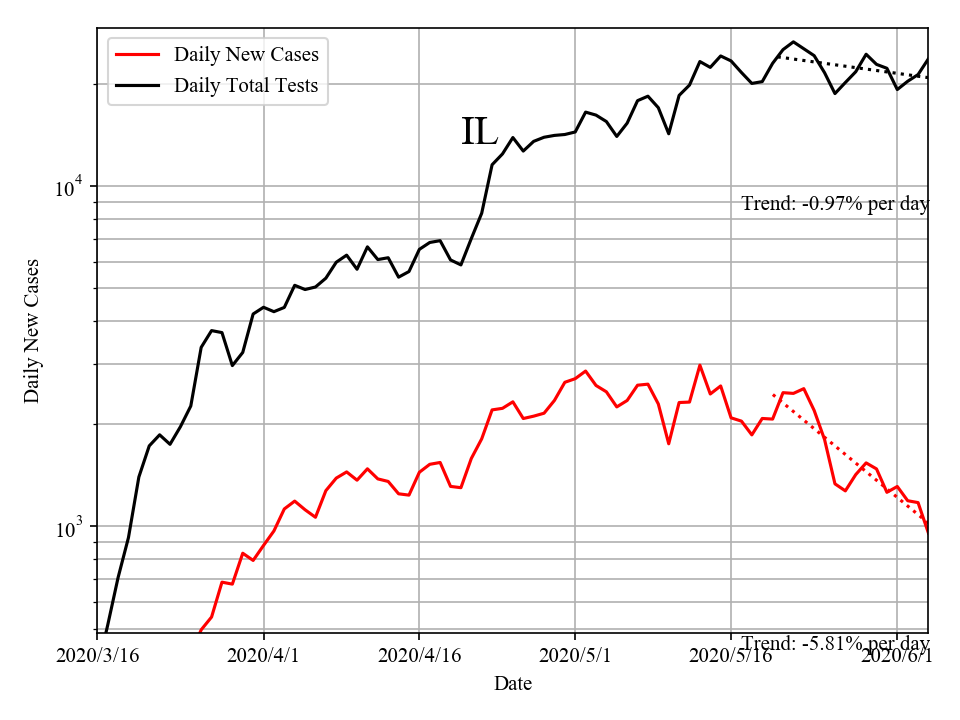 Daily New Cases
Daily Total Tests
IL
10^4
Trend: -0.97% per day
Daily New Cases
10^3
Trend: -5.81% per day
2020/3/16 2020/4/1 2020/4/16 2020/5/1 2020/5/16 2020/6/1
Date